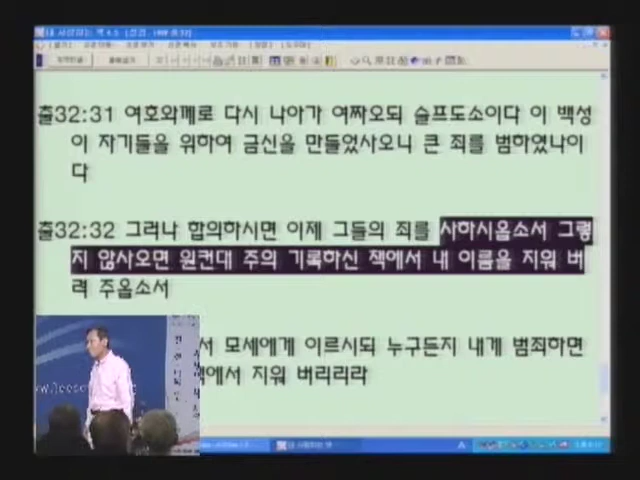 출32:31 여호와께로 다시 나아가 여짜오되 슬프도소이다 이 백성
이 자기들을 위하여 금신을 만들었사오니 큰 죄를 범하였나이
다
출32:32 그러나 합의하시면 이제 그들의 죄를 사하시옵소서 그렇
지 않사오면 원컨대 주의 기록하신 책에서 내 이름을 지워 버
려 주옵소서
서 모세에게 이르시되 누구든지 내게 범죄하면
책에서 지워 버리리라